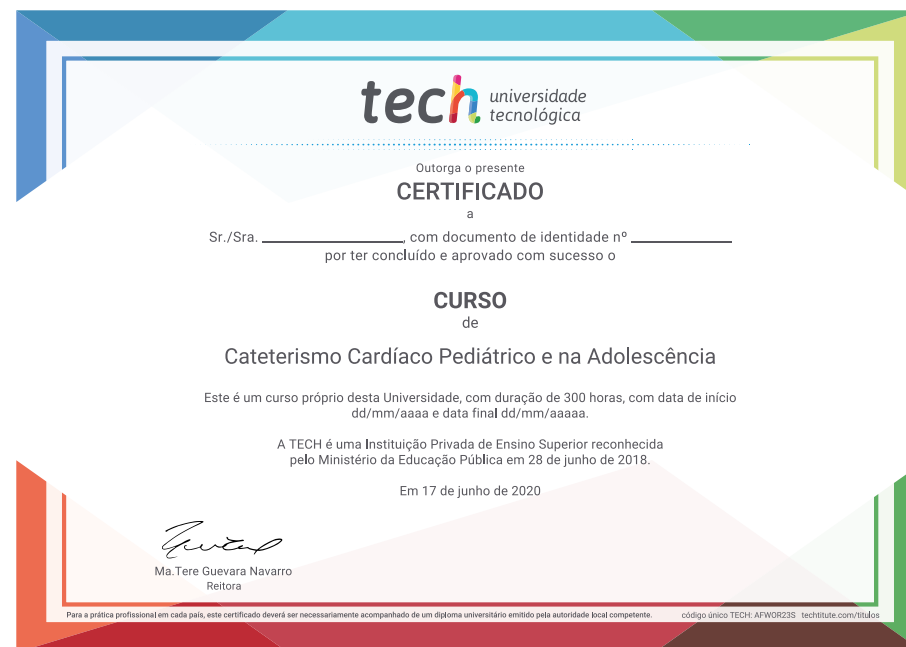 tech universidade
tecnológica
Outorga o presente
CERTIFICADO
a
Sr./Sra. ____________, com documento de identidade nº ____________
por ter concluído e aprovado com sucesso o
CURSO
de
Cateterismo Cardíaco Pediátrico e na Adolescência
Este é um curso próprio desta Universidade, com duração de 300 horas, com data de início
dd/mm/aaaa e data final dd/mm/aaaaa.
A TECH é uma Instituição Privada de Ensino Superior reconhecida
pelo Ministério da Educação Pública em 28 de junho de 2018.
Em 17 de junho de 2020
Ma.Tere Guevara Navarro
Reitora
Para a prática profissional em cada país, este certificado deverá ser necessariamente acompanhado de um diploma universitário emitido pela autoridade local competente.
código único TECH: AFWOR23S techtitute.com/titulos